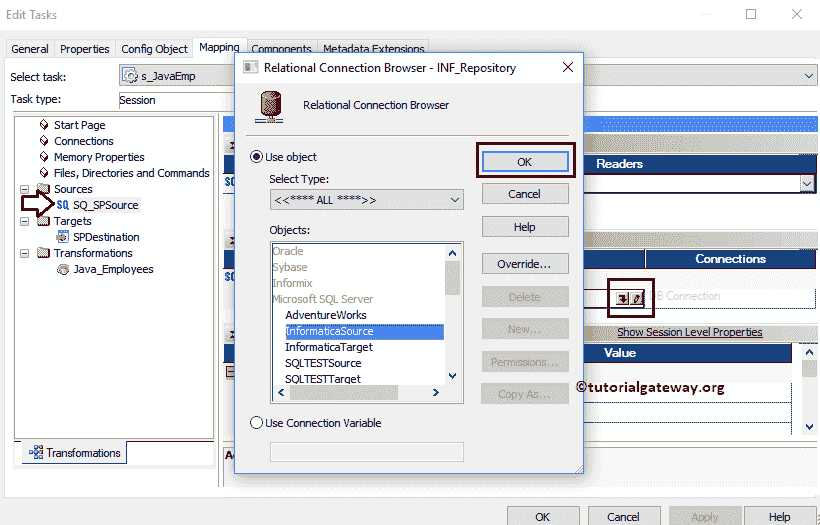 Edit Tasks
General Properties Config Object Mapping Components Metadata Extensions
Select task: s_JavaEmp
Task type: Session
Start Page
Connections
Memory Properties
Files, Directories and Commands
Sources
SQ_SPSource
Targets
SPDestination
Transformations
Java_Employees
Transformations
Relational Connection Browser - INF_Repository
Relational Connection Browser
Use object
Select Type:
<<**** ALL ****>>
Objects:
Oracle
Sybase
Informix
Microsoft SQL Server
AdventureWorks
InformaticaSource
InformaticaTarget
SQLTESTSource
SQLTESTTarget
Use Connection Variable
OK
Cancel
Help
Override...
Delete
New...
Permissions...
Copy As...
Readers
Connections
DB Connection
Show Session Level Properties
Value
©tutorialgateway.org
OK Cancel Apply Help